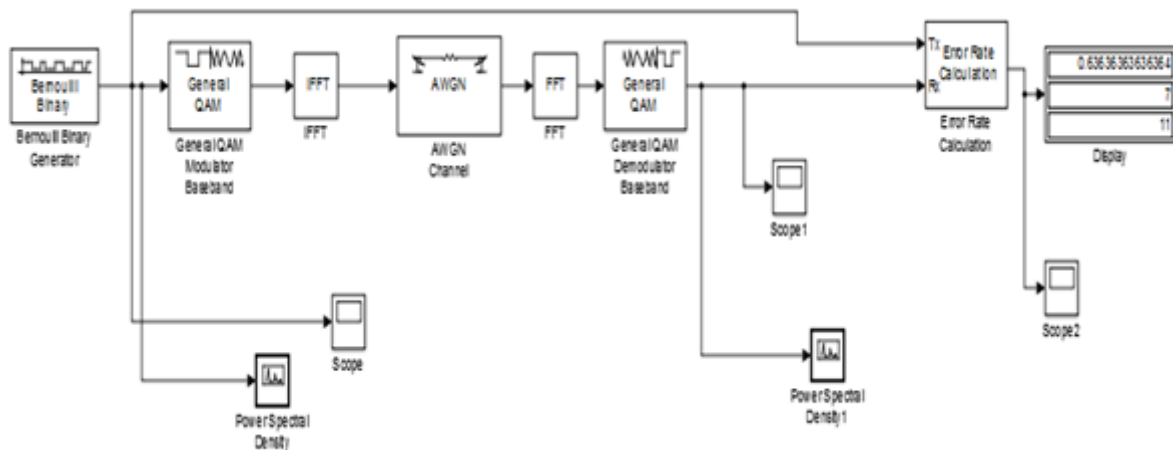 Bernoulli
Binary
Bernoulli Binary
Generator
General
QAM
General QAM
Modulator
Baseband
IFFT
IFFT
AWGN
AWGN
Channel
FFT
FFT
General
QAM
General QAM
Demodulator
Baseband
Tx
Rx
Error Rate
Calculation
Error Rate
Calculation
0.6363636363636364
7
11
Display
Scope1
Scope2
Scope
Power Spectral
Density
Power Spectral
Density1